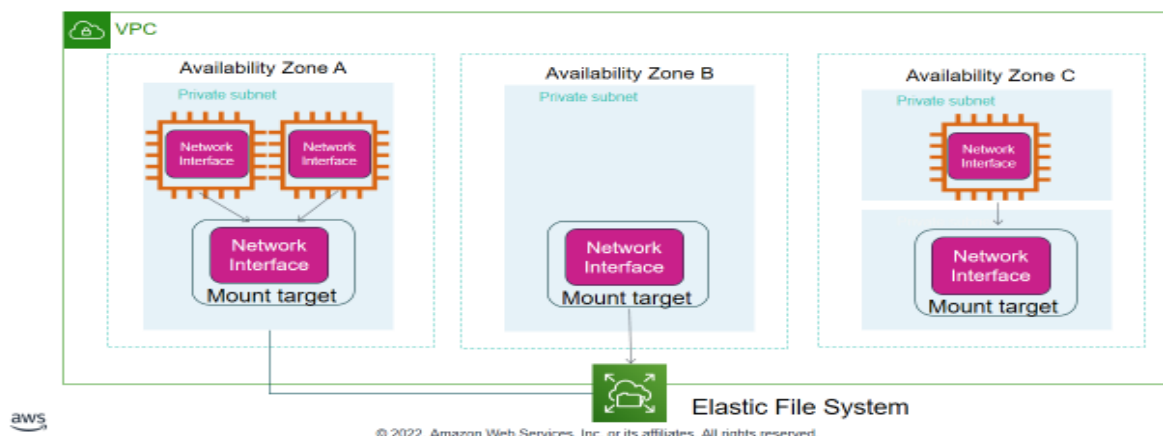 VPC
Availability Zone A
Private subnet
Network
Interface
Network
Interface
Network
Interface
Mount target
Availability Zone B
Private subnet
Network
Interface
Mount target
Availability Zone C
Private subnet
Network
Interface
Network
Interface
Mount target
Elastic File System
aws
© 2022, Amazon Web Services, Inc. or its affiliates. All rights reserved.